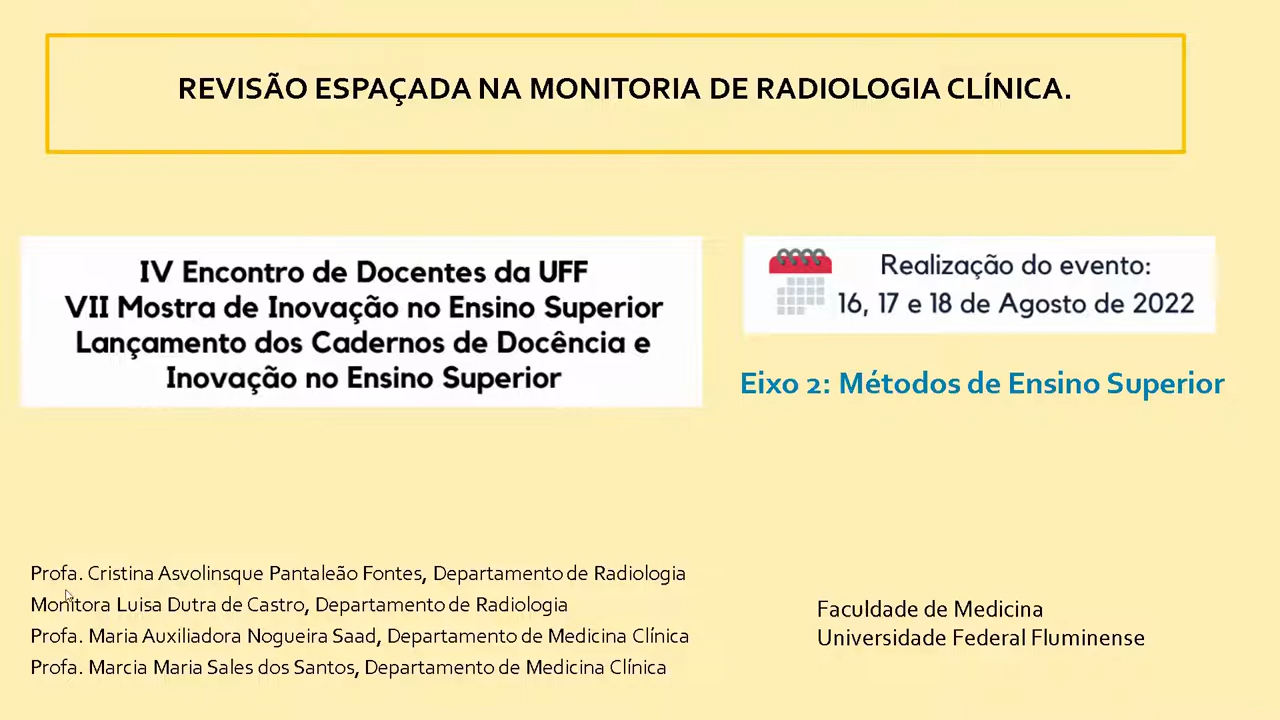 REVISÃO ESPAÇADA NA MONITORIA DE RADIOLOGIA CLÍNICA.
IV Encontro de Docentes da UFF
VII Mostra de Inovação no Ensino Superior
Lançamento dos Cadernos de Docência e
Inovação no Ensino Superior
Realização do evento:
16, 17 e 18 de Agosto de 2022
Eixo 2: Métodos de Ensino Superior
Profa. Cristina Asvolinsque Pantaleão Fontes, Departamento de Radiologia
Monitora Luisa Dutra de Castro, Departamento de Radiologia
Profa. Maria Auxiliadora Nogueira Saad, Departamento de Medicina Clínica
Profa. Marcia Maria Sales dos Santos, Departamento de Medicina Clínica
Faculdade de Medicina
Universidade Federal Fluminense